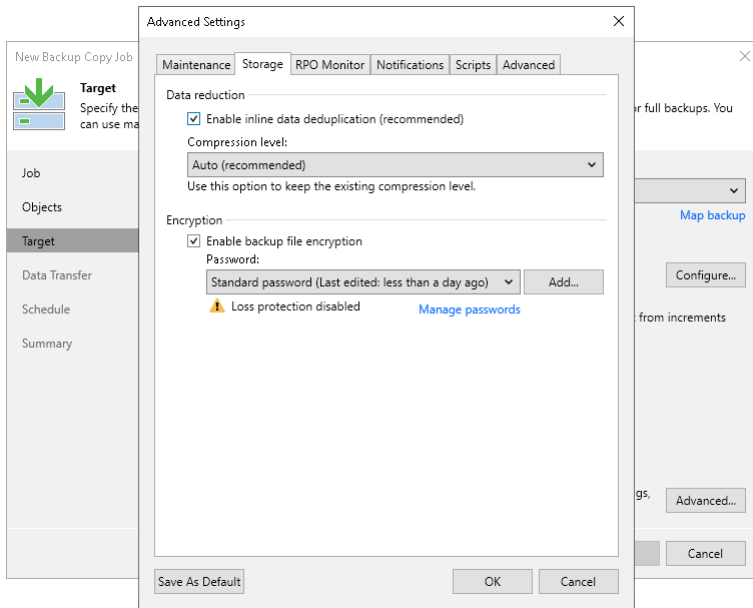 Advanced Settings
New Backup Copy Job
Target
Specify the
can use ma
or full backups. You
Job
Objects
Target
Data Transfer
Schedule
Summary
Maintenance Storage RPO Monitor Notifications Scripts Advanced
Data reduction
Enable inline data deduplication (recommended)
Compression level:
Auto (recommended)
Use this option to keep the existing compression level.
Encryption
Enable backup file encryption
Password:
Standard password (Last edited: less than a day ago)
Add...
Loss protection disabled
Manage passwords
Map backup
Configure...
from increments
gs,
Advanced...
Cancel
Save As Default
OK
Cancel